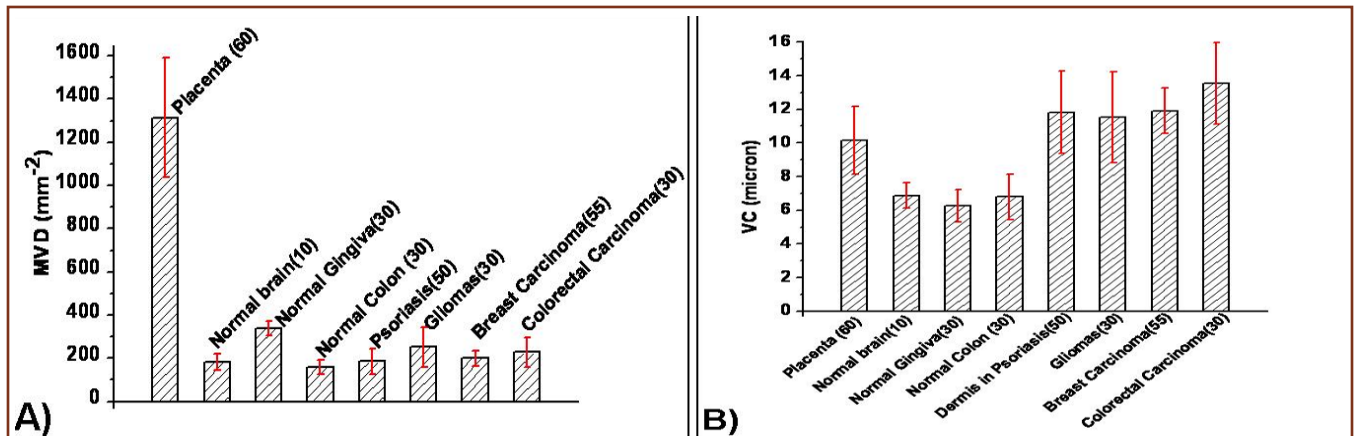 1600
1400
1200
1000
800
600
400
200
0
MVD (mm-2)
Placenta (60)
Normal brain(10)
Normal Gingiva(30)
Normal Colon (30)
Psoriasis(50)
Gliomas(30)
Breast Carcinoma(55)
Colorectal Carcinoma(30)
A)
16
14
12
10
8
6
4
2
0
VC (micron)
Placenta (60)
Normal brain(10)
Normal Gingiva(30)
Normal Colon (30)
Dermis in Psoriasis(50)
Gliomas(30)
Breast Carcinoma(55)
Colorectal Carcinoma(30)
B)